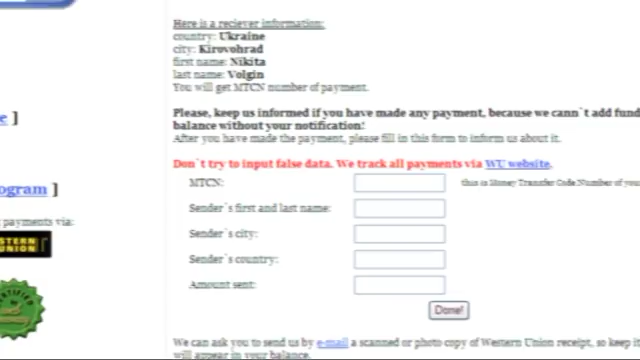 Here is a reciever information:
country: Ukraine
city: Kirovohrad
first name: Nikita
last name: Volgin
You will get MTCN number of payment.
e ]
Please, keep us informed if you have made any payment, because we cann`t add fund
balance without your notification!
After you have made the payment, please fill in this form to inform us about it.
Don`t try to input false data. We track all payments via WU website.
MTCN:
this is Money Transfer Code Number of your
ogram ]
Sender`s first and last name:
payments via:
Sender`s city:
STERN
UNION
Sender`s country:
Amount sent:
Done!
We can ask you to send us by e-mail a scanned or photo copy of Western Union receipt, so keep it
will appear in your balance.